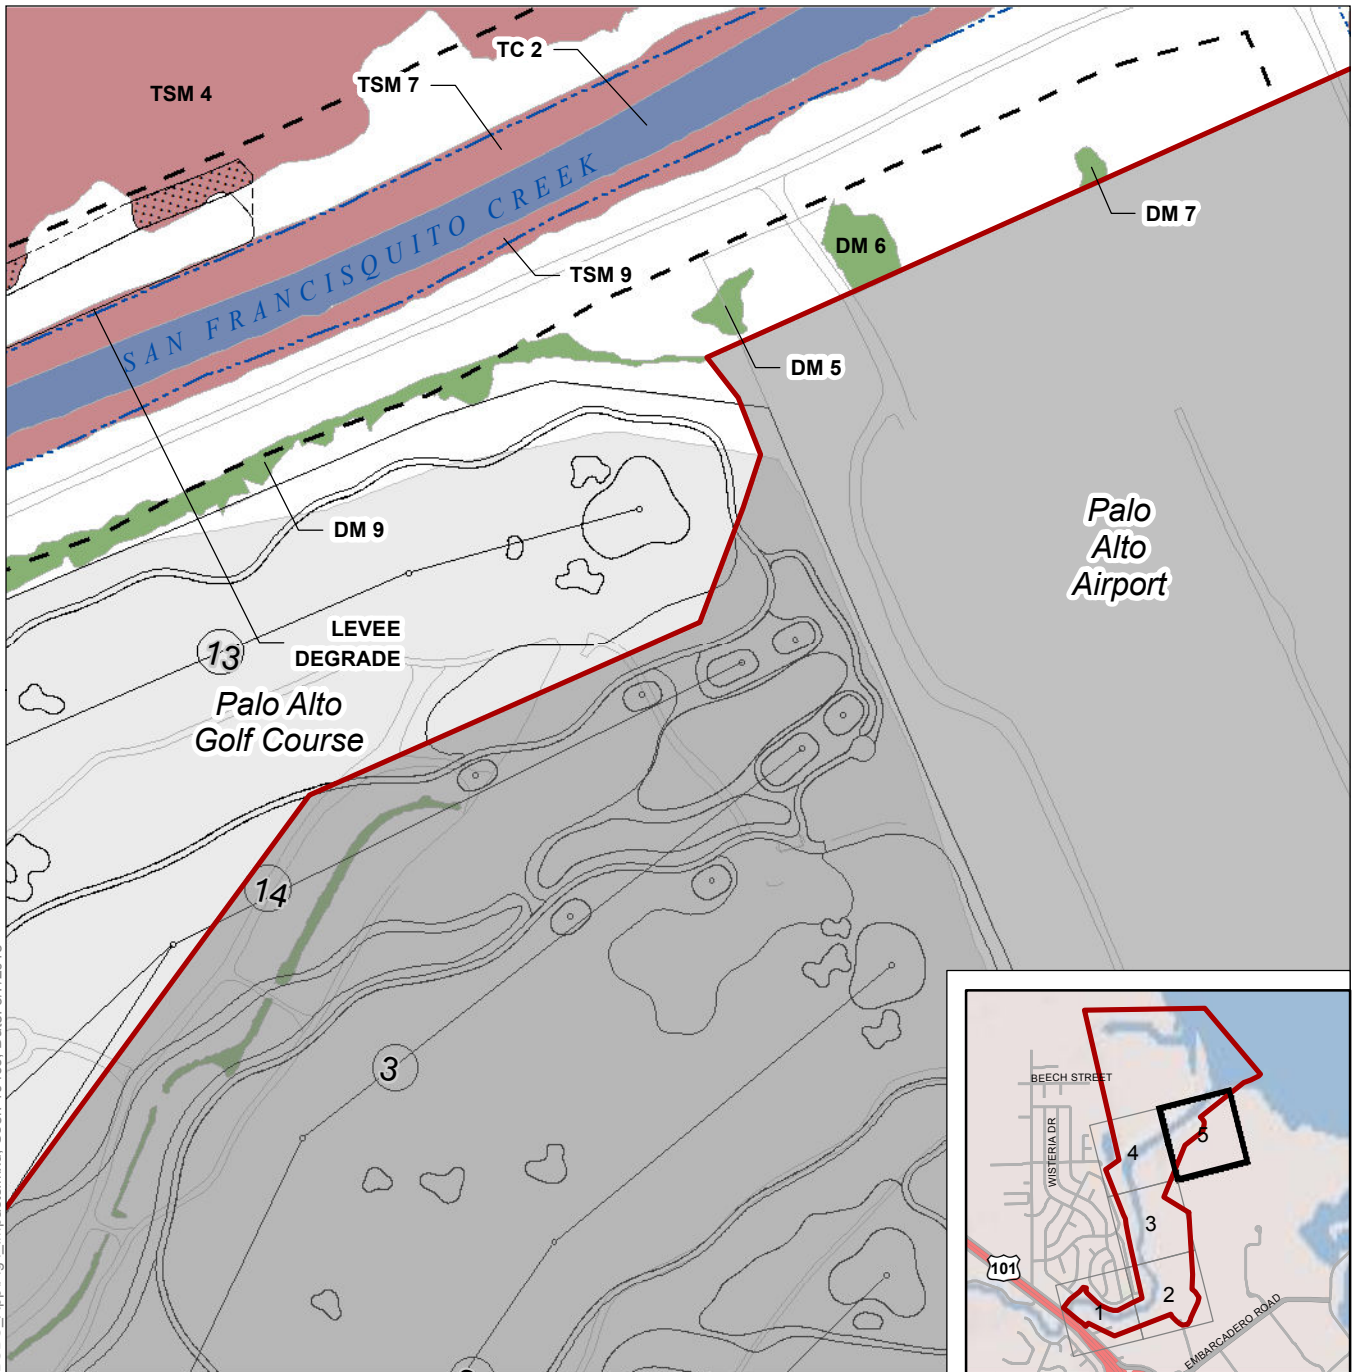 TC 2
TSM 7
TSM 4
DM 7
DM 6
TSM 9
SAN FRANCISQUITO CREEK
DM 5
DM 9
Palo
Alto
Airport
LEVEE
DEGRADE
13
Palo Alto
Golf Course
14
3
BEECH STREET
WISTERIA DR
5
4
3
101
2
1
EMBARCADERO ROAD